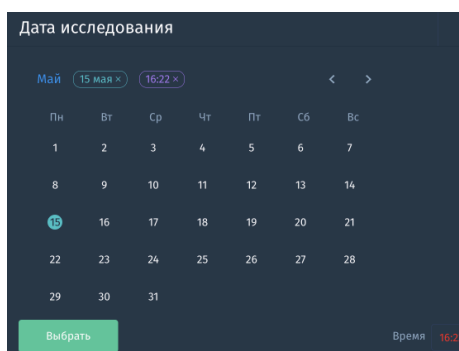 Дата исследования
Май 15 мая × 16:22 ×
< >
Пн Вт Ср Чт Пт Сб Вс
1 2 3 4 5 6 7
8 9 10 11 12 13 14
15 16 17 18 19 20 21
22 23 24 25 26 27 28
29 30 31
Выбрать
Время 16:2